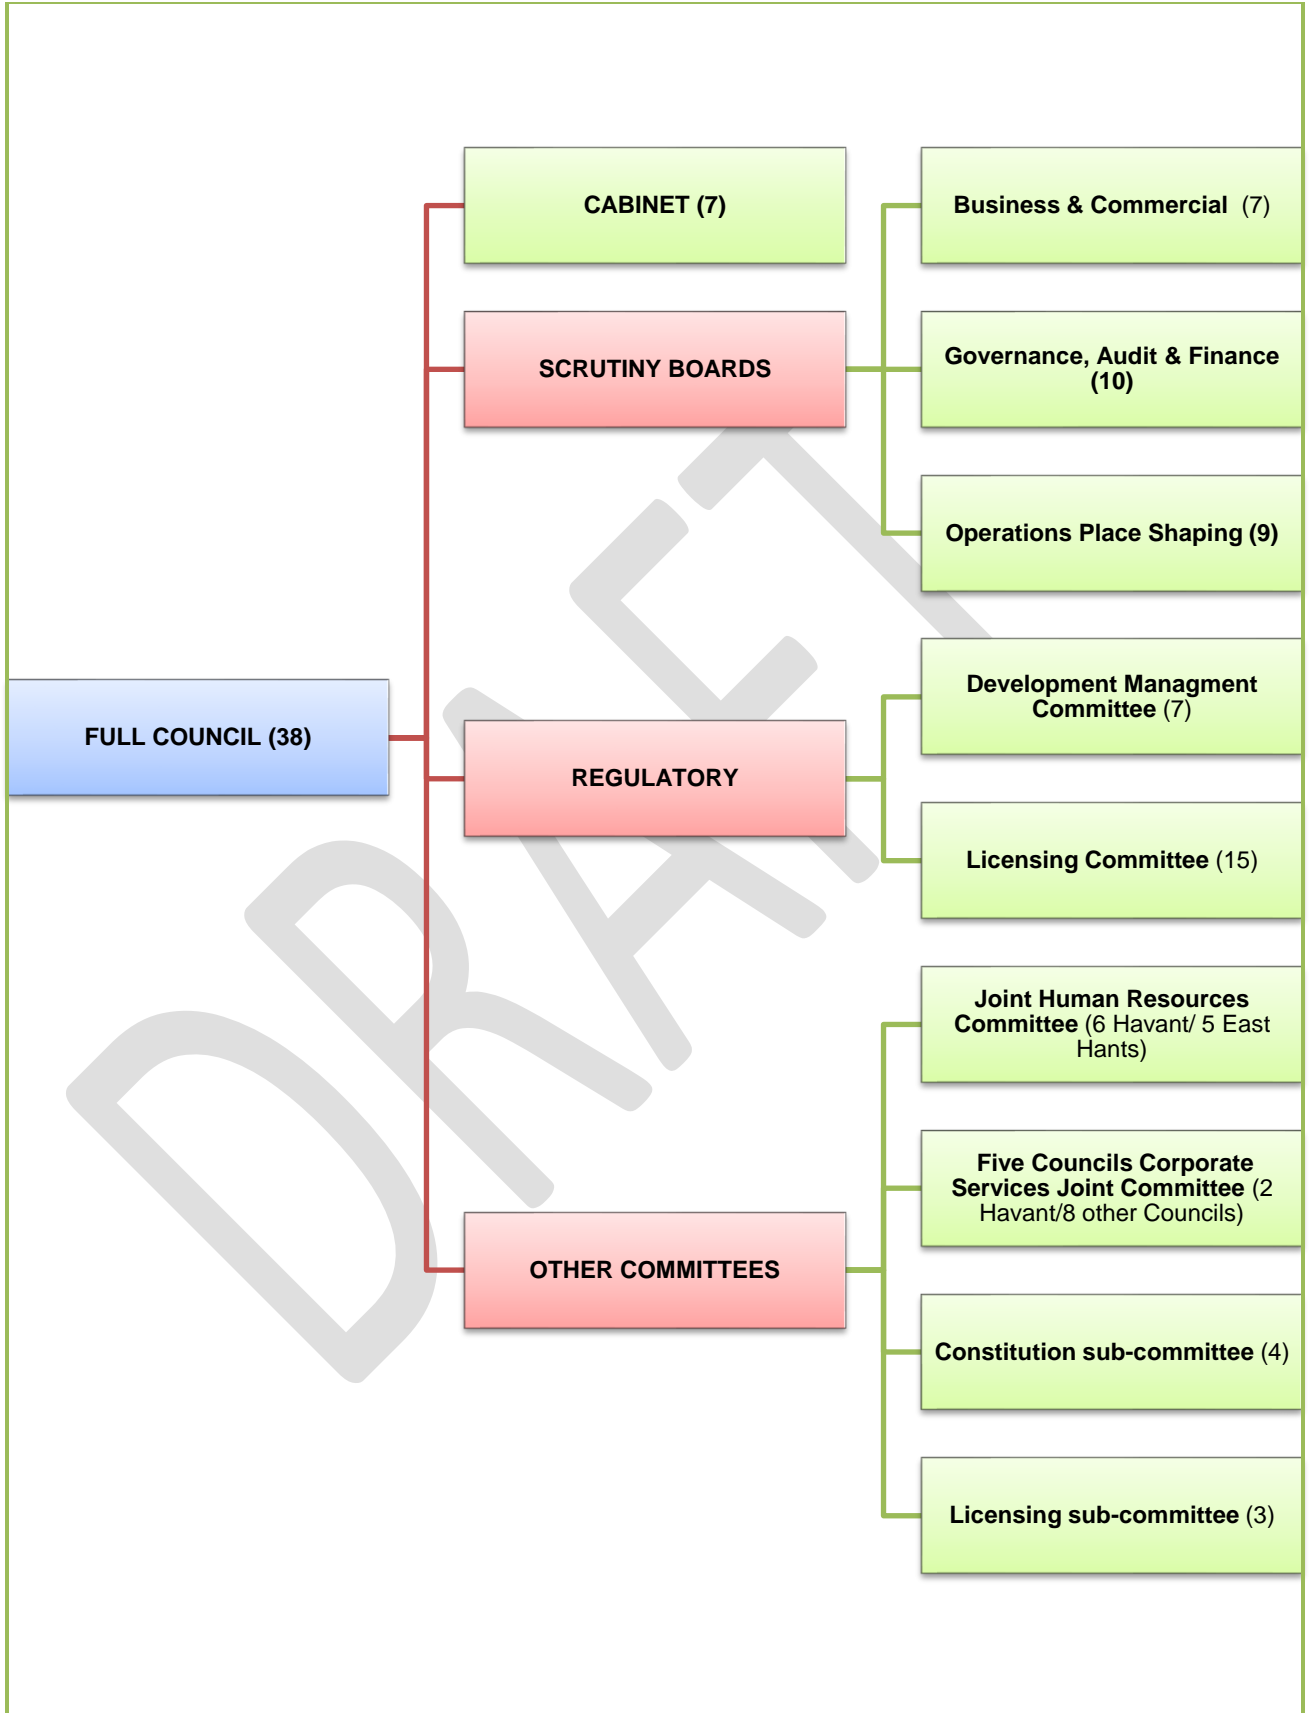 CABINET (7)
Business & Commercial  (7)
SCRUTINY BOARDS
Governance, Audit & Finance
(10)
Operations Place Shaping (9)
FULL COUNCIL (38)
REGULATORY
Development Managment
Committee (7)
Licensing Committee (15)
OTHER COMMITTEES
Joint Human Resources
Committee (6 Havant/ 5 East
Hants)
Five Councils Corporate
Services Joint Committee (2
Havant/8 other Councils)
Constitution sub-committee (4)
Licensing sub-committee (3)
DRAFT